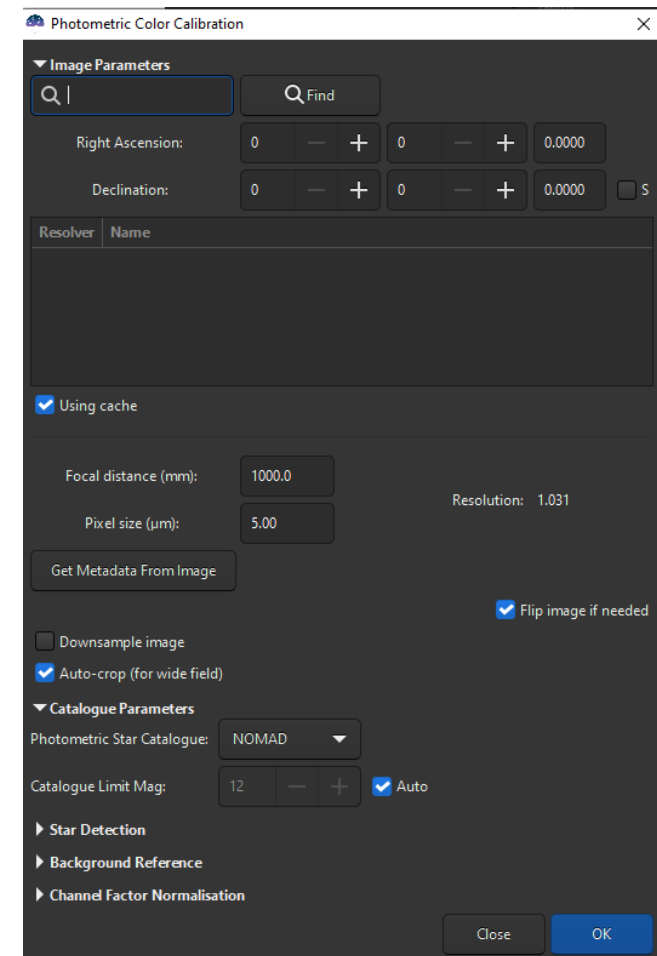 Photometric Color Calibration
Image Parameters
Find
Right Ascension: 0 0 0.0000
Declination: 0 0 0.0000 S
Resolver Name
Using cache
Focal distance (mm): 1000.0
Resolution: 1.031
Pixel size (µm): 5.00
Get Metadata From Image
Flip image if needed
Downsample image
Auto-crop (for wide field)
Catalogue Parameters
Photometric Star Catalogue: NOMAD
Catalogue Limit Mag: 12 Auto
Star Detection
Background Reference
Channel Factor Normalisation
Close OK